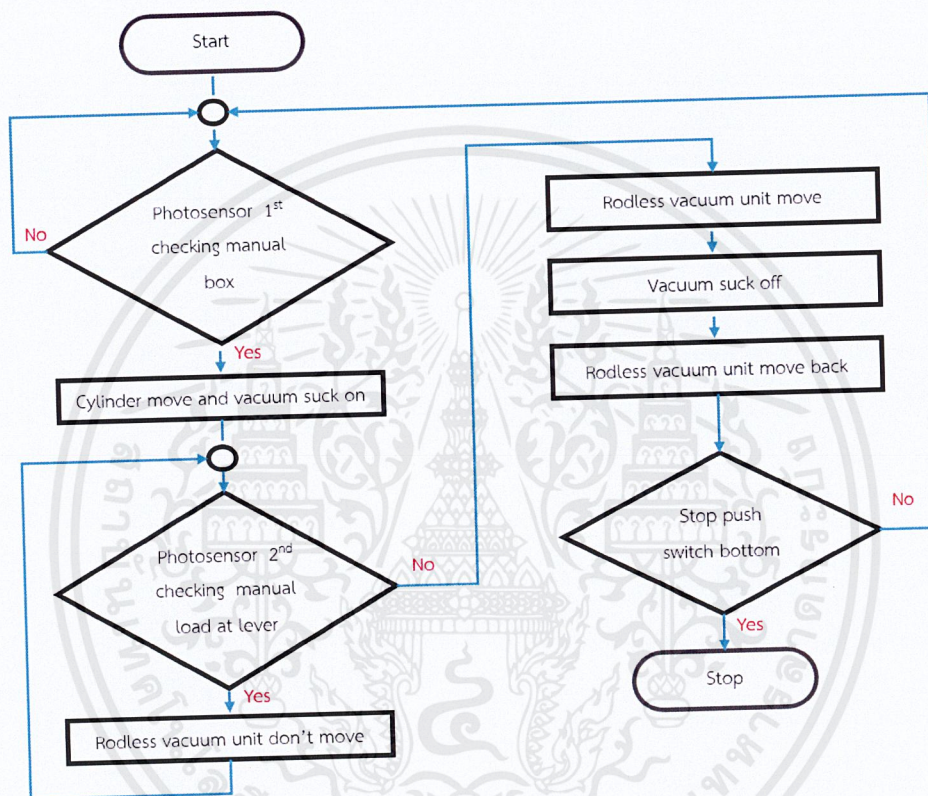 Start
Photosensor 1st
checking manual
box
No
Yes
Cylinder move and vacuum suck on
Photosensor 2nd
checking manual
load at lever
No
Yes
Rodless vacuum unit don't move
Rodless vacuum unit move
Vacuum suck off
Rodless vacuum unit move back
Stop push
switch bottom
No
Yes
Stop